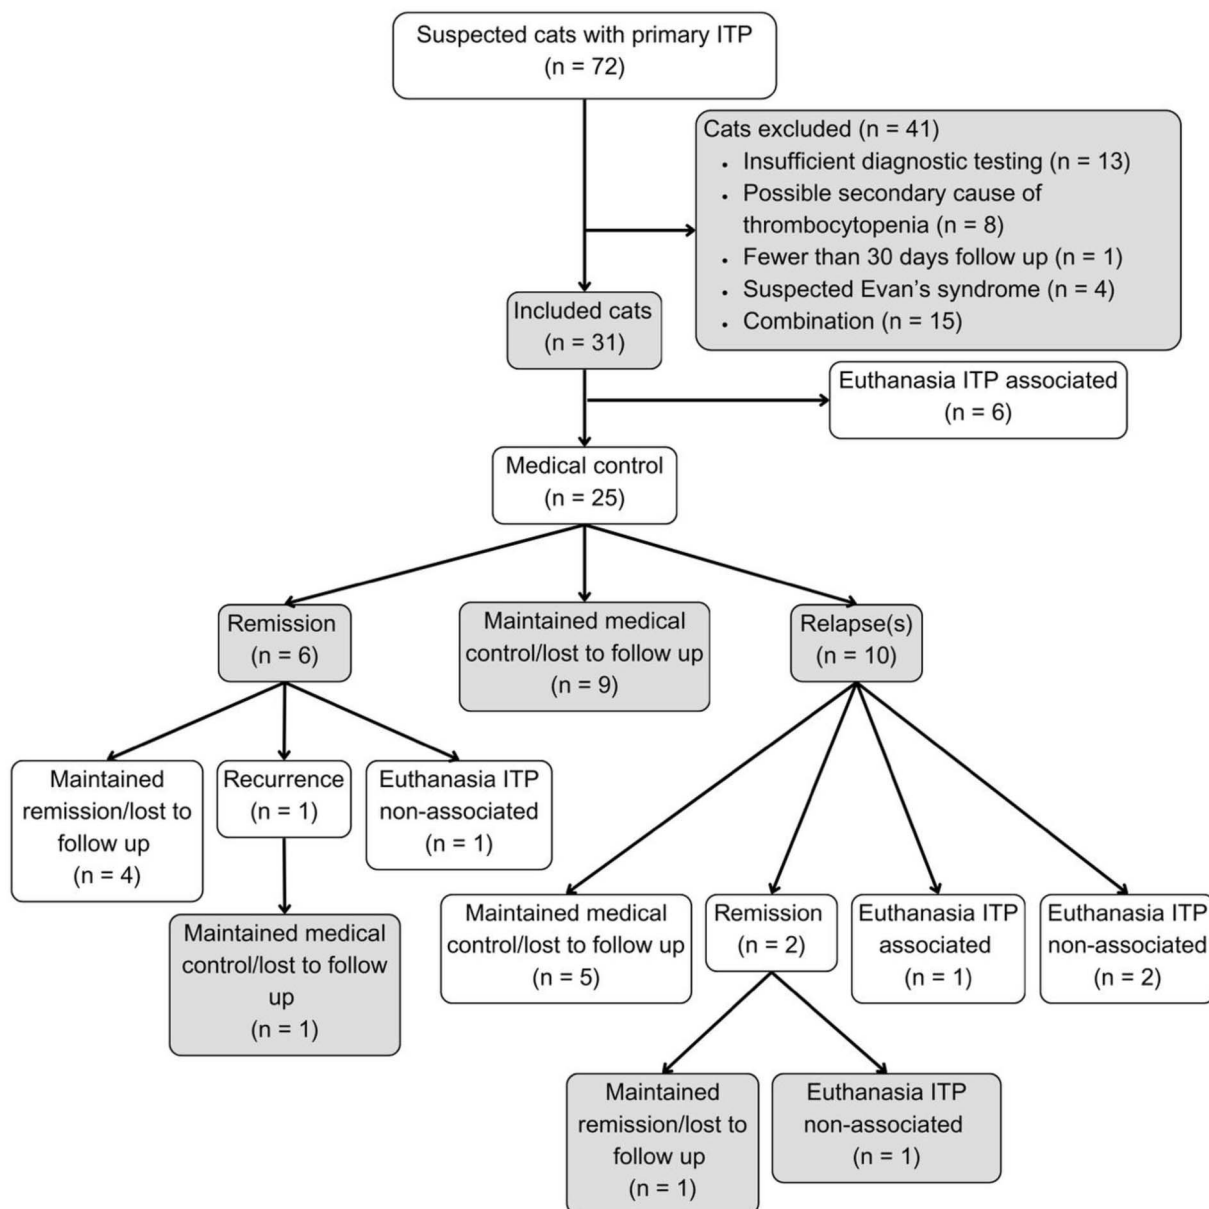 Suspected cats with primary ITP
(n = 72)
Cats excluded (n = 41)
• Insufficient diagnostic testing (n = 13)
• Possible secondary cause of
thrombocytopenia (n = 8)
• Fewer than 30 days follow up (n = 1)
• Suspected Evan's syndrome (n = 4)
• Combination (n = 15)
Included cats
(n = 31)
Euthanasia ITP associated
(n = 6)
Medical control
(n = 25)
Remission
(n = 6)
Maintained medical
control/lost to follow up
(n = 9)
Relapse(s)
(n = 10)
Maintained
remission/lost to
follow up
(n = 4)
Recurrence
(n = 1)
Euthanasia ITP
non-associated
(n = 1)
Maintained medical
control/lost to follow
up
(n = 1)
Maintained medical
control/lost to follow up
(n = 5)
Remission
(n = 2)
Euthanasia ITP
associated
(n = 1)
Euthanasia ITP
non-associated
(n = 2)
Maintained
remission/lost to
follow up
(n = 1)
Euthanasia ITP
non-associated
(n = 1)